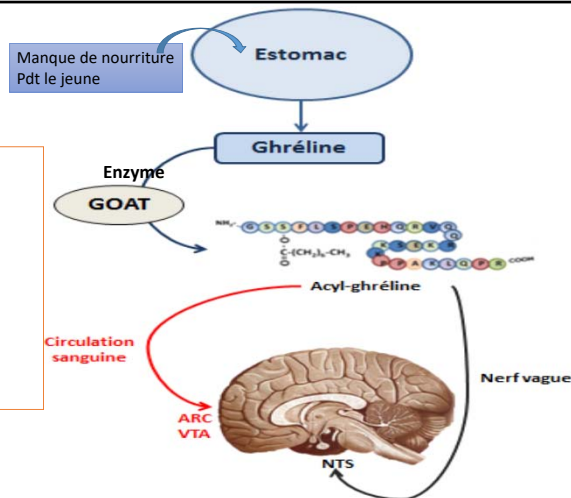 Manque de nourriture
Pdt le jeune
Estomac
Ghréline
Enzyme
GOAT
Acyl-ghréline
Circulation
sanguine
Nerf vague
ARC
VTA
NTS